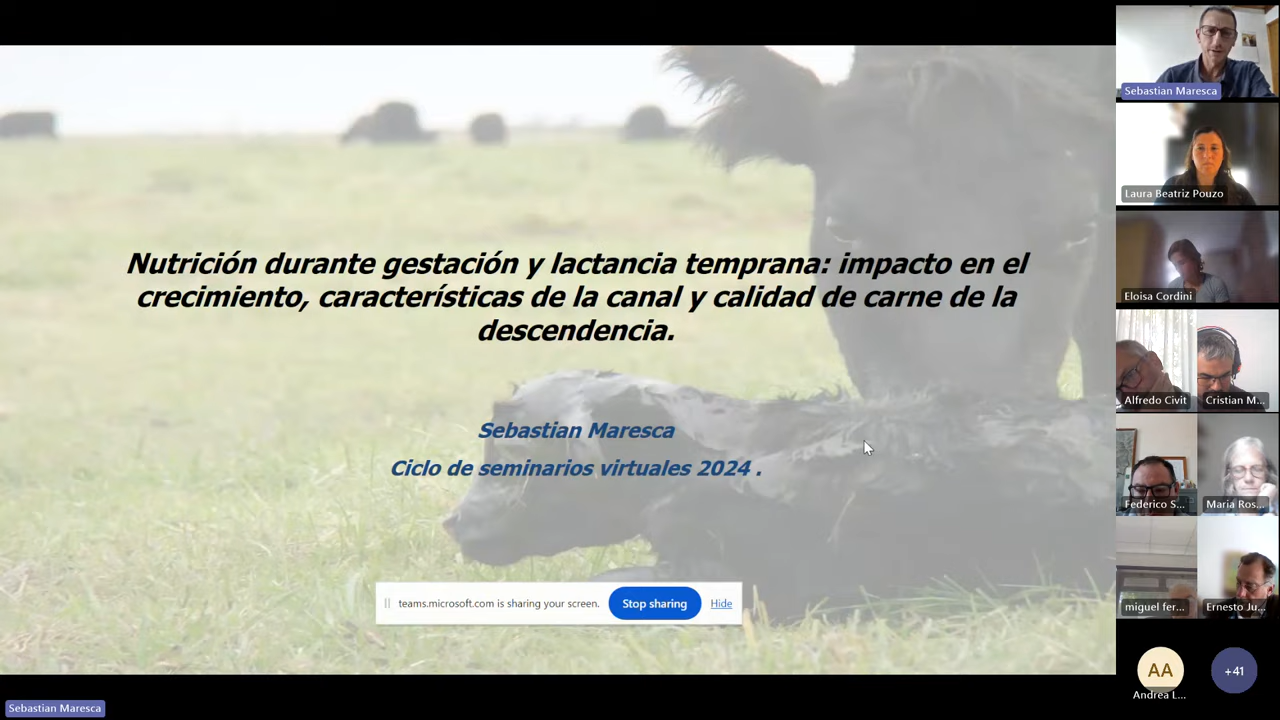 Nutrición durante gestación y lactancia temprana: impacto en el
crecimiento, características de la canal y calidad de carne de la
descendencia.
Sebastian Maresca
Ciclo de seminarios virtuales 2024 .
teams.microsoft.com is sharing your screen.
Stop sharing
Hide
Sebastian Maresca
Sebastian Maresca
Laura Beatriz Pouzo
Eloisa Cordini
Alfredo Civit
Cristian M...
Federico S...
Maria Ros...
miguel fer...
Ernesto Ju...
AA
Andrea L...
+41